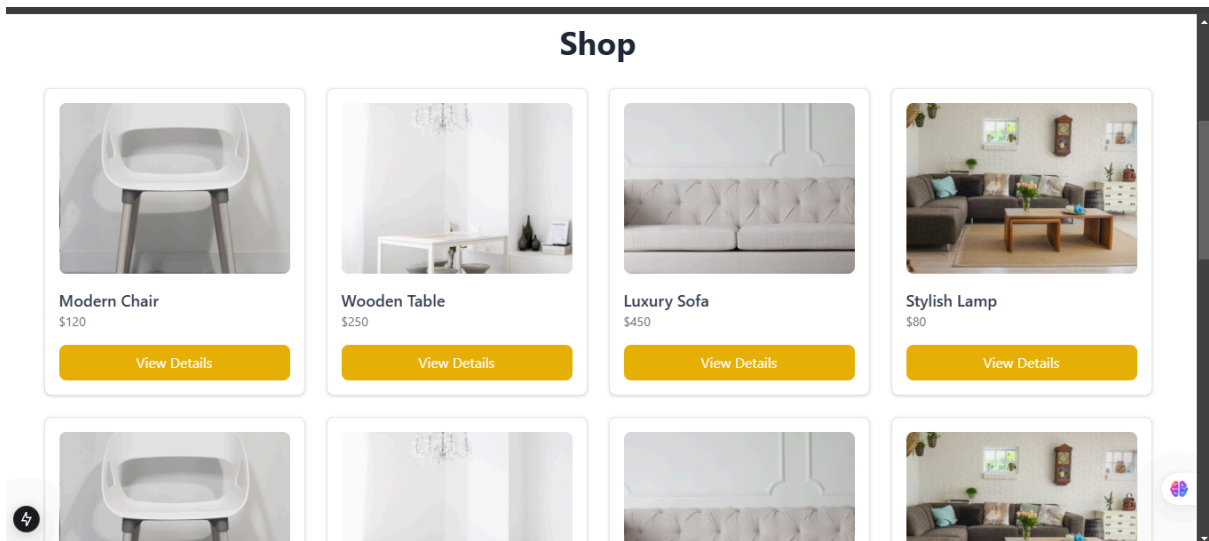 Shop
Modern Chair
$120
View Details
Wooden Table
$250
View Details
Luxury Sofa
$450
View Details
Stylish Lamp
$80
View Details